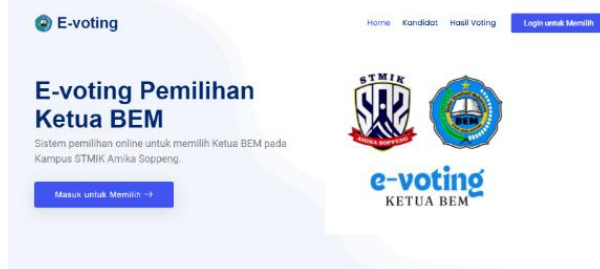 E-voting
Home Kandidat Hasil Voting Login untuk Memilih
E-voting Pemilihan
Ketua BEM
Sistem pemilihan online untuk memilih Ketua BEM pada
Kampus STMIK Amika Soppeng.
Masuk untuk Memilih →
STMIK
AMIKA SOPPENG
BEM
e-voting
KETUA BEM